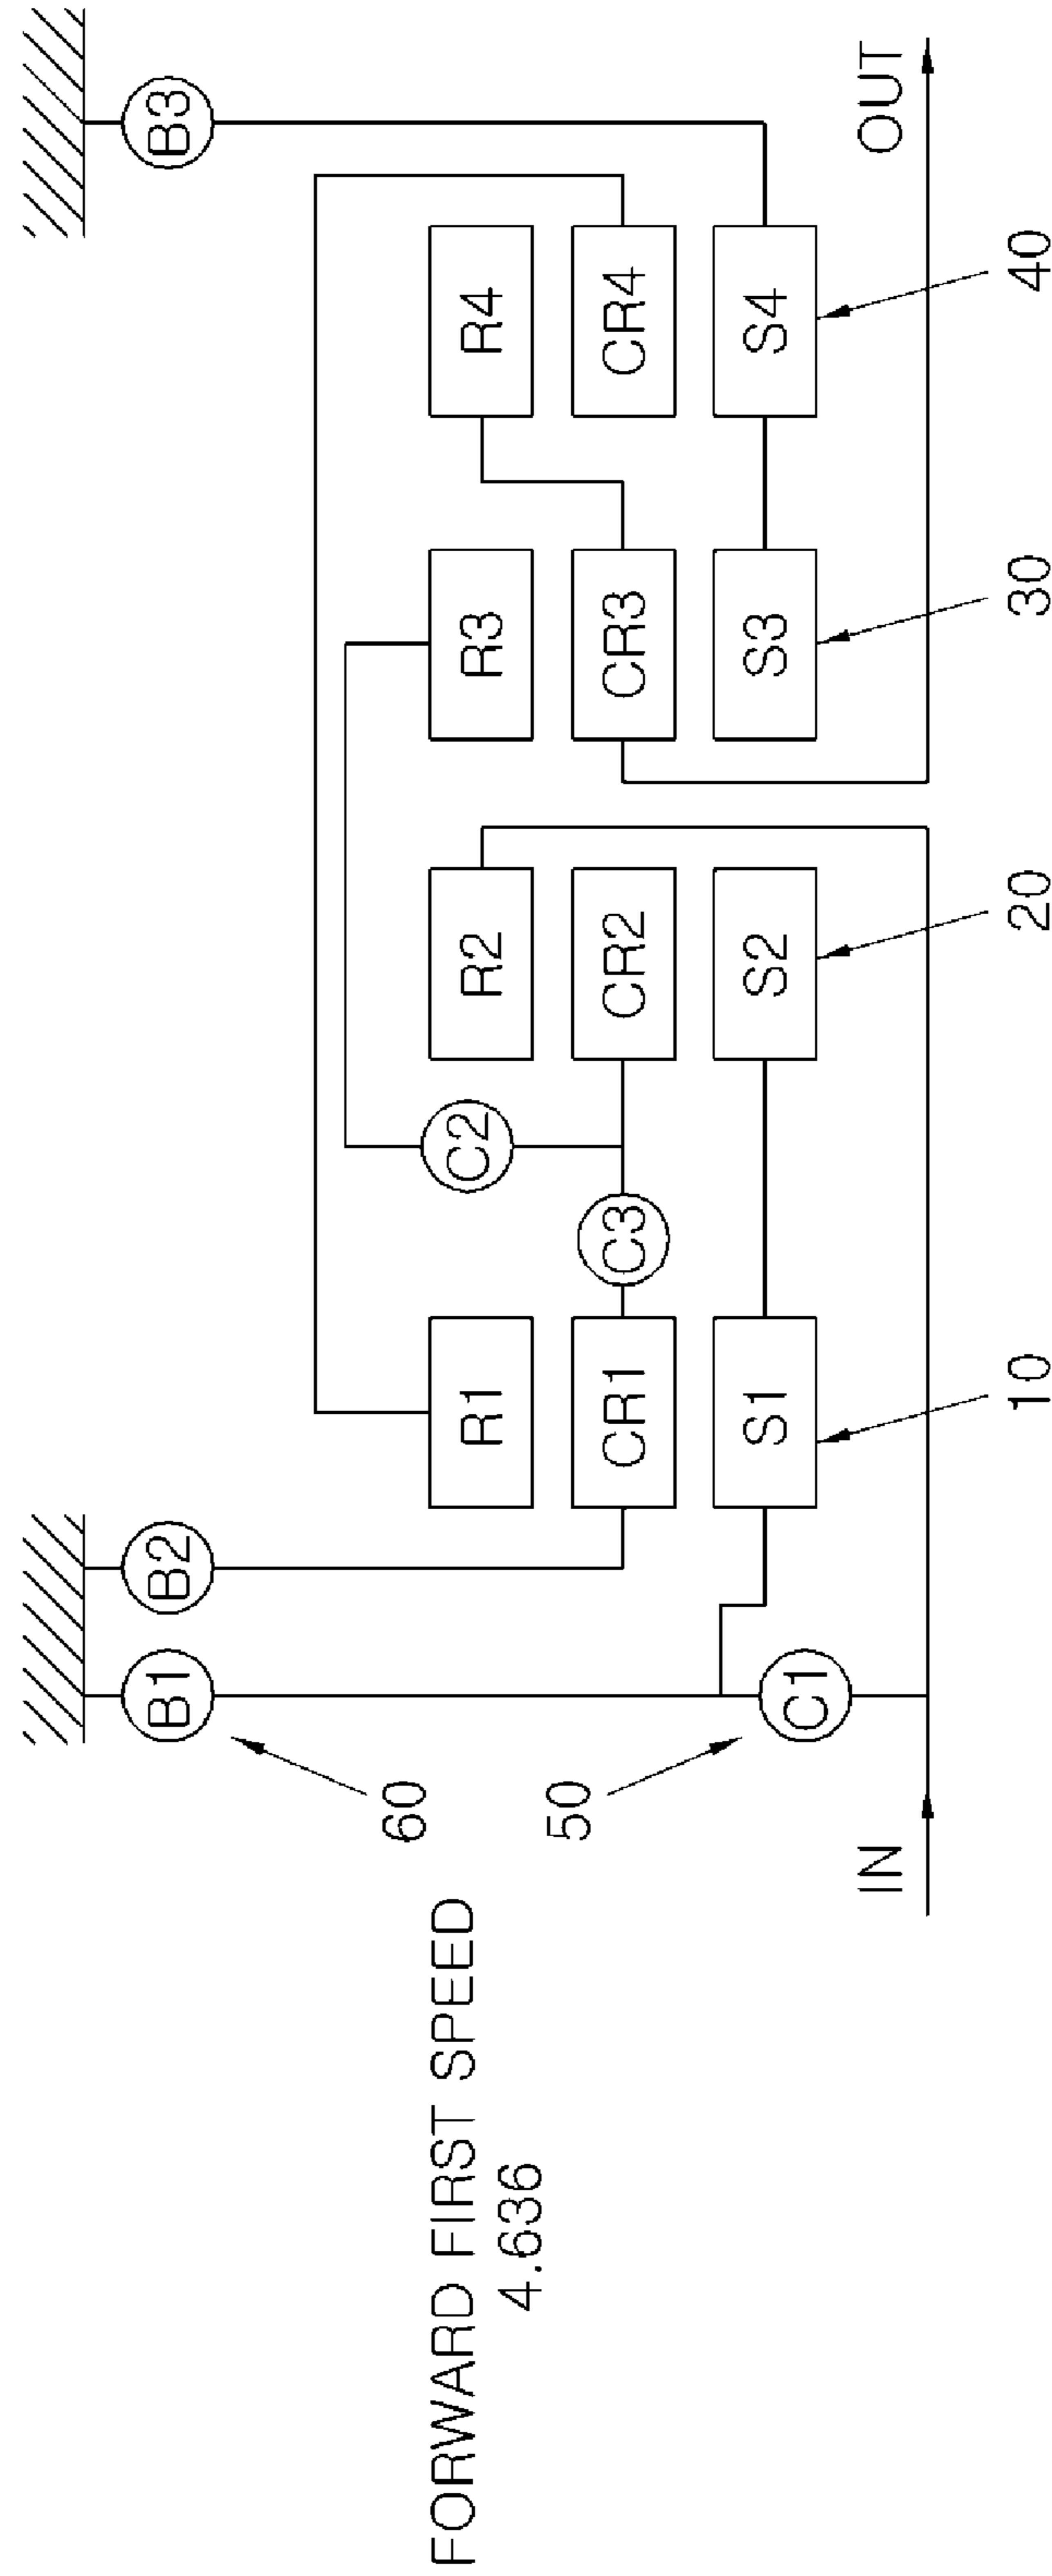 FORWARD FIRST SPEED
4.636
B1
B2
B3
60
50
C1
C2
C3
R1
R2
R3
R4
CR1
CR2
CR3
CR4
S1
S2
S3
S4
IN
OUT
10
20
30
40